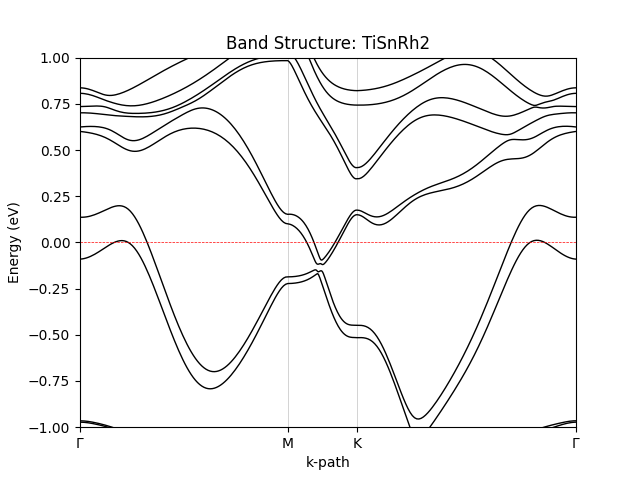 Band Structure: TiSnRh2
1.00
0.75
0.50
0.25
0.00
−0.25
−0.50
−0.75
−1.00
Energy (eV)
Γ M K Γ
k-path